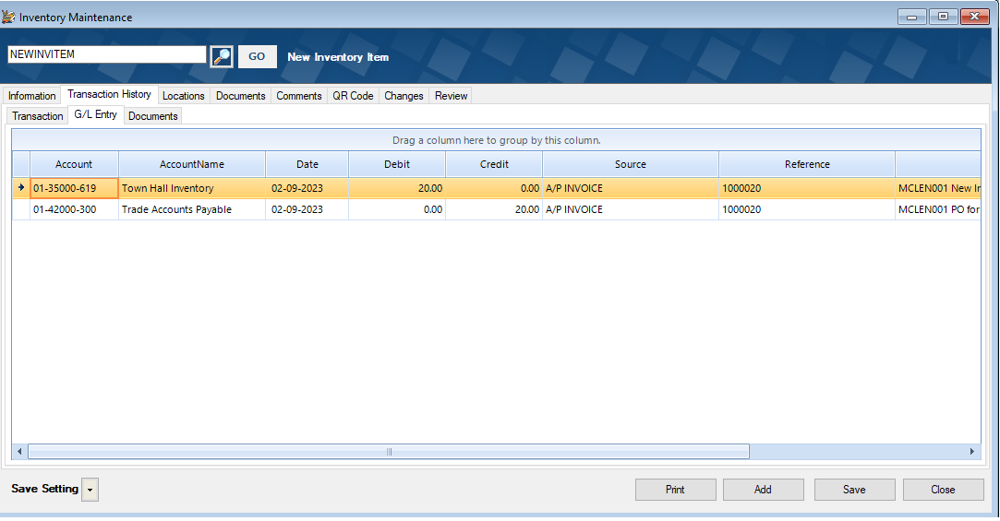 Inventory Maintenance
NEWINVITEM GO New Inventory Item
Information Transaction History Locations Documents Comments QR Code Changes Review
Transaction G/L Entry Documents
Drag a column here to group by this column.
Account AccountName Date Debit Credit Source Reference
01-35000-619 Town Hall Inventory 02-09-2023 20.00 0.00 A/P INVOICE 1000020 MCLEN001 New In
01-42000-300 Trade Accounts Payable 02-09-2023 0.00 20.00 A/P INVOICE 1000020 MCLEN001 PO for
Save Setting Print Add Save Close